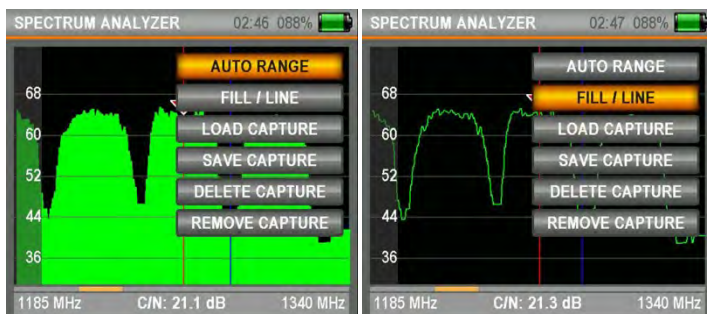 SPECTRUM ANALYZER 02:46 088%
AUTO RANGE
68
FILL / LINE
LOAD CAPTURE
60
SAVE CAPTURE
52
DELETE CAPTURE
44
REMOVE CAPTURE
36
1185 MHz C/N: 21.1 dB 1340 MHz
SPECTRUM ANALYZER 02:47 088%
AUTO RANGE
68
FILL / LINE
LOAD CAPTURE
60
SAVE CAPTURE
52
DELETE CAPTURE
44
REMOVE CAPTURE
36
1185 MHz C/N: 21.3 dB 1340 MHz